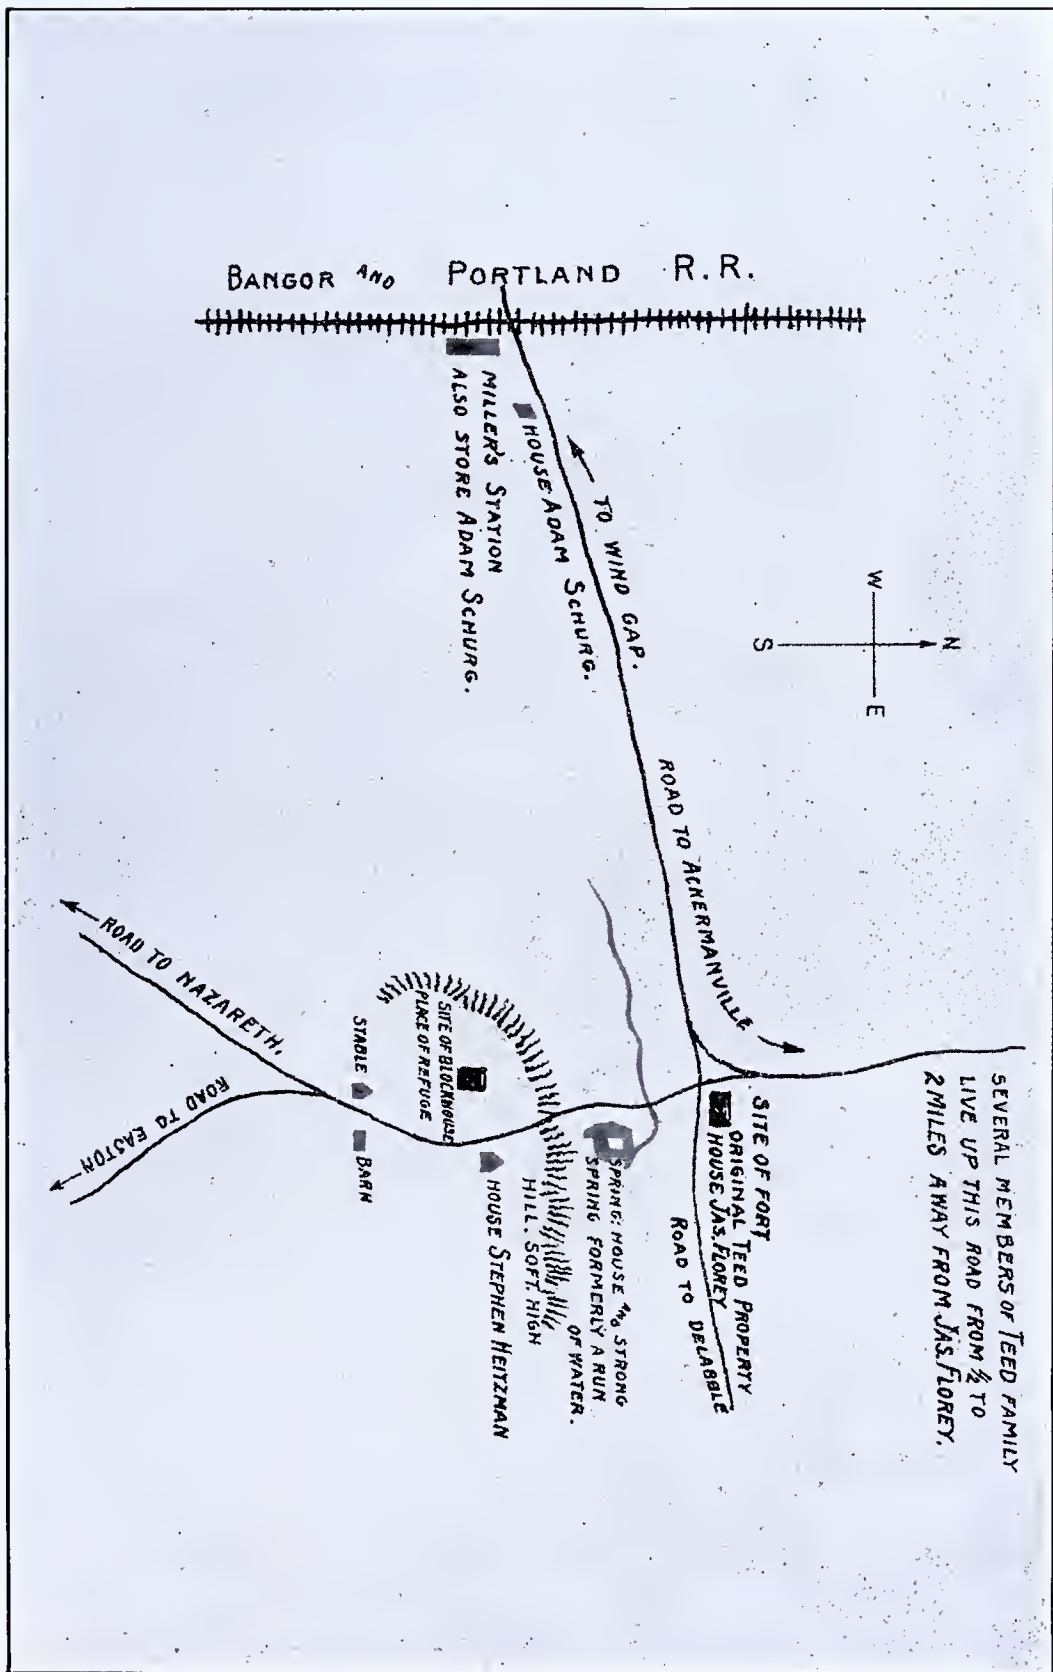 BANGOR AND PORTLAND R.R.
MILLER'S STATION
ALSO STORE ADAM SCHURG.
HOUSE ADAM SCHURG.
TO WIND GAP.
W
N
S
E
ROAD TO ACKERMANVILLE
SEVERAL MEMBERS OF TEED FAMILY
LIVE UP THIS ROAD FROM ½ TO
2 MILES AWAY FROM JAS. FLOREY.
SITE OF FORT
ORIGINAL TEED PROPERTY
HOUSE JAS. FLOREY
ROAD TO DELABBLE
SPRING: HOUSE AND STRONG
SPRING FORMERLY A RUN
OF WATER.
HILL. SOFT. HIGH
HOUSE STEPHEN HEITZMAN
SITE OF BLOCKHOUSE
PLACE OF REFUGE
STABLE
BARN
ROAD TO NAZARETH.
ROAD TO EASTON